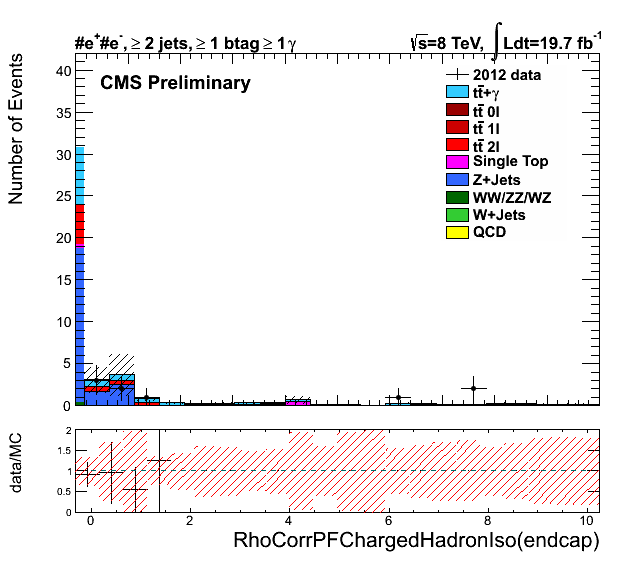 #e⁺#e⁻, ≥ 2 jets, ≥ 1 btag ≥ 1γ
√s=8 TeV, ∫Ldt=19.7 fb⁻¹
CMS Preliminary
2012 data
tt̄+γ
tt̄ 0l
tt̄ 1l
tt̄ 2l
Single Top
Z+Jets
WW/ZZ/WZ
W+Jets
QCD
Number of Events
40
35
30
25
20
15
10
5
0
data/MC
2
1.5
1
0.5
0
0 2 4 6 8 10
RhoCorrPFChargedHadronIso(endcap)